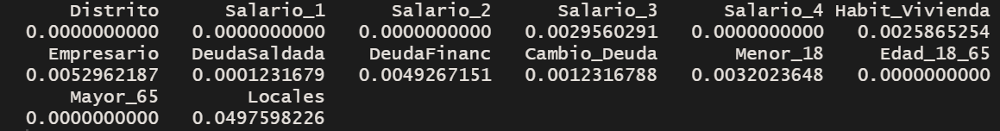 Distrito Salario_1 Salario_2 Salario_3 Salario_4 Habit_Vivienda
0.0000000000 0.0000000000 0.0000000000 0.0029560291 0.0000000000 0.0025865254
Empresario DeudaSaldada DeudaFinanc Cambio_Deuda Menor_18 Edad_18_65
0.0052962187 0.0001231679 0.0049267151 0.0012316788 0.0032023648 0.0000000000
Mayor_65 Locales
0.0000000000 0.0497598226